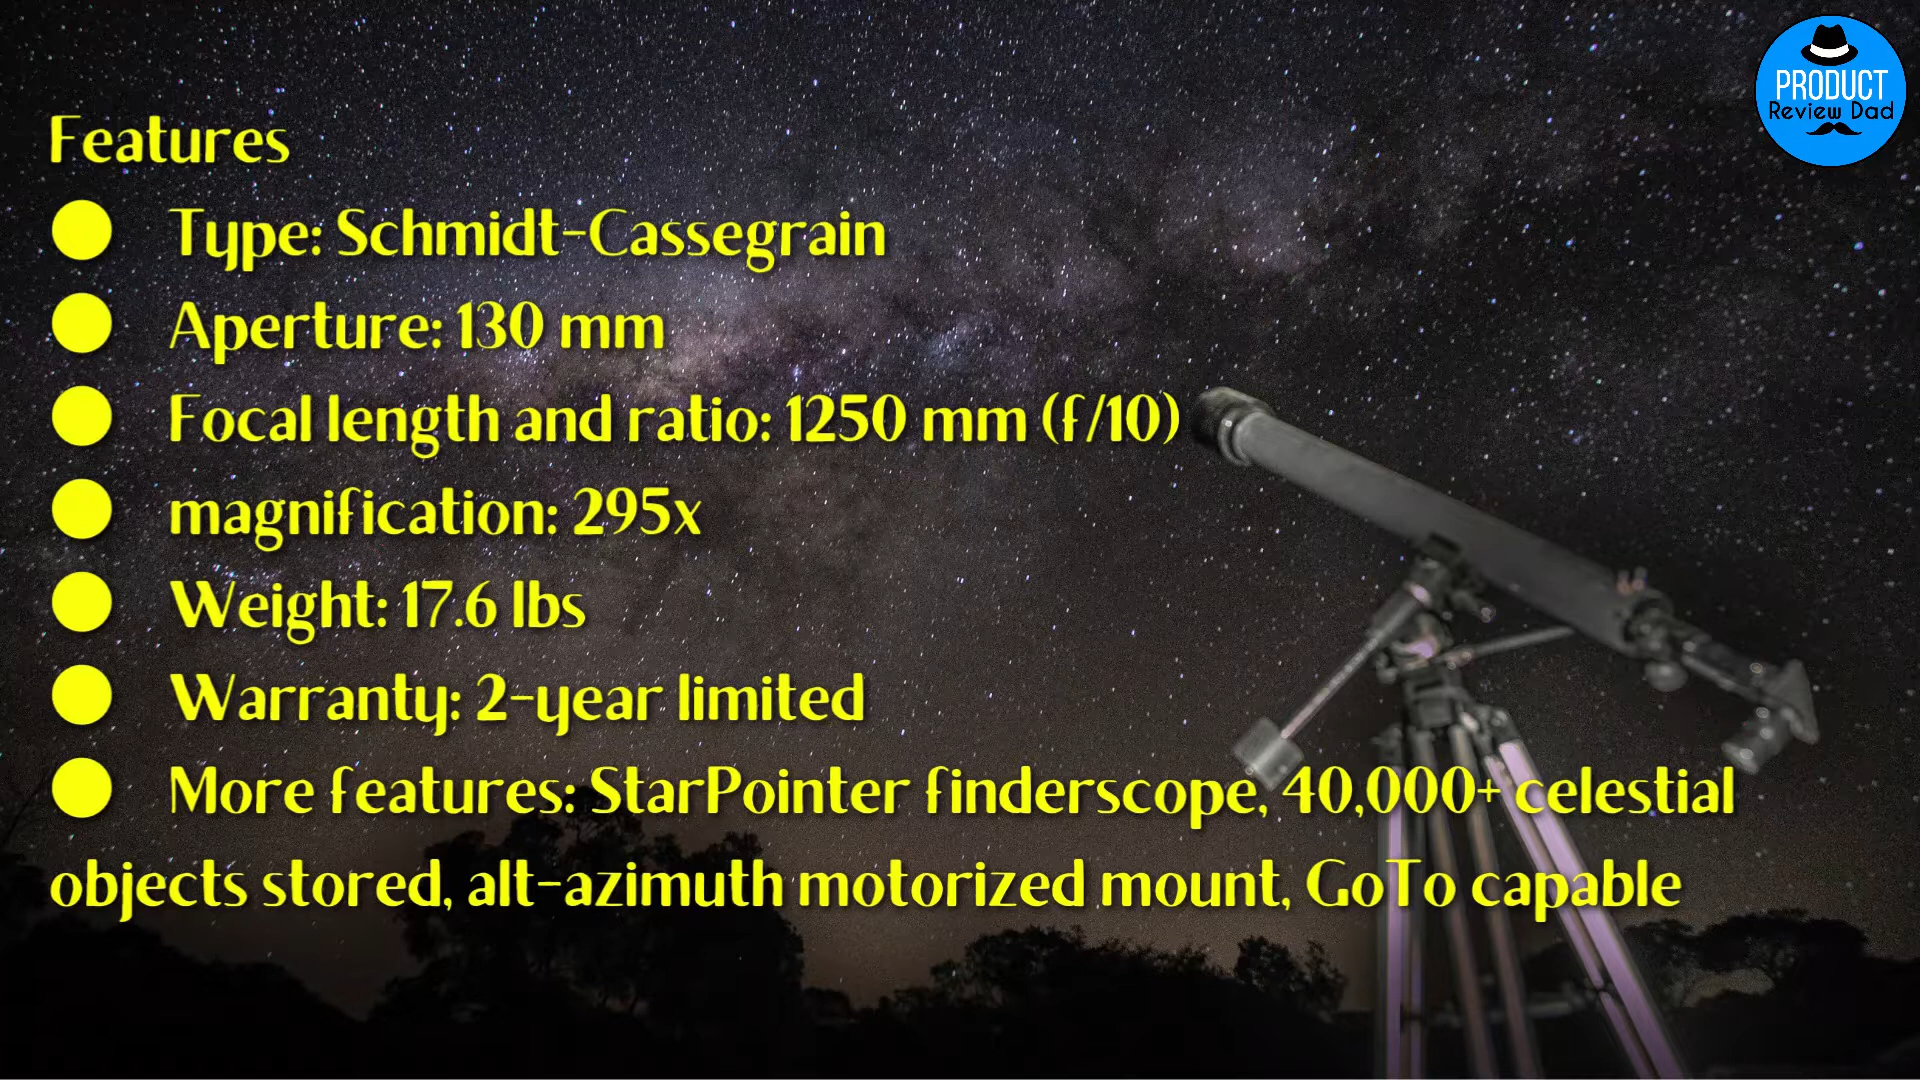 PRODUCT
Review Dad
Features
Type: Schmidt-Cassegrain
Aperture: 130 mm
Focal length and ratio: 1250 mm (f/10)
magnification: 295x
Weight: 17.6 lbs
Warranty: 2-year limited
More features: StarPointer finderscope, 40,000+ celestial
objects stored, alt-azimuth motorized mount, GoTo capable